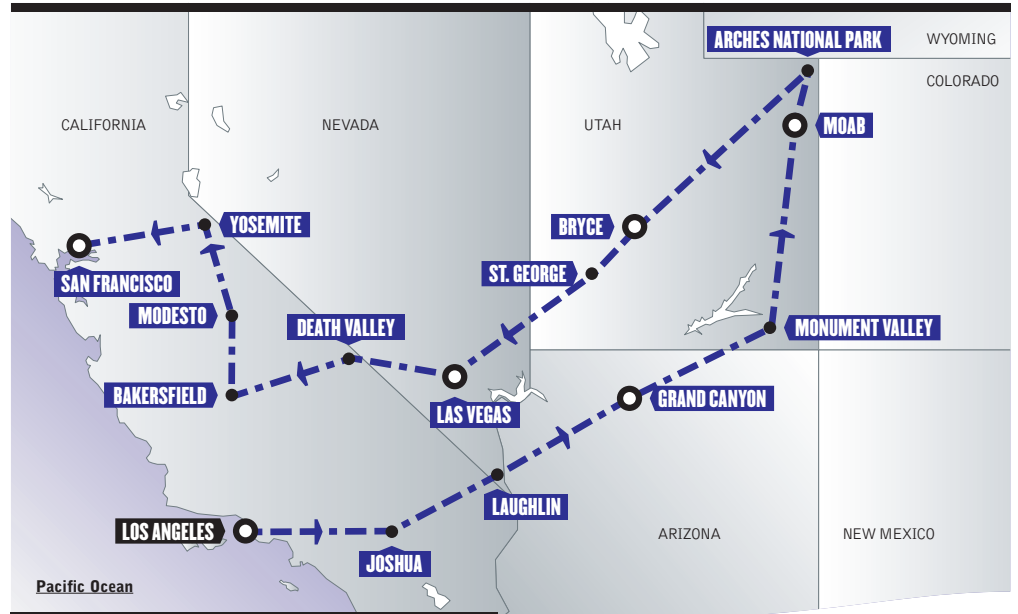 ARCHES NATIONAL PARK
WYOMING
COLORADO
CALIFORNIA
NEVADA
UTAH
MOAB
YOSEMITE
BRYCE
SAN FRANCISCO
ST. GEORGE
MODESTO
DEATH VALLEY
MONUMENT VALLEY
BAKERSFIELD
LAS VEGAS
GRAND CANYON
LAUGHLIN
LOS ANGELES
ARIZONA
NEW MEXICO
JOSHUA
Pacific Ocean